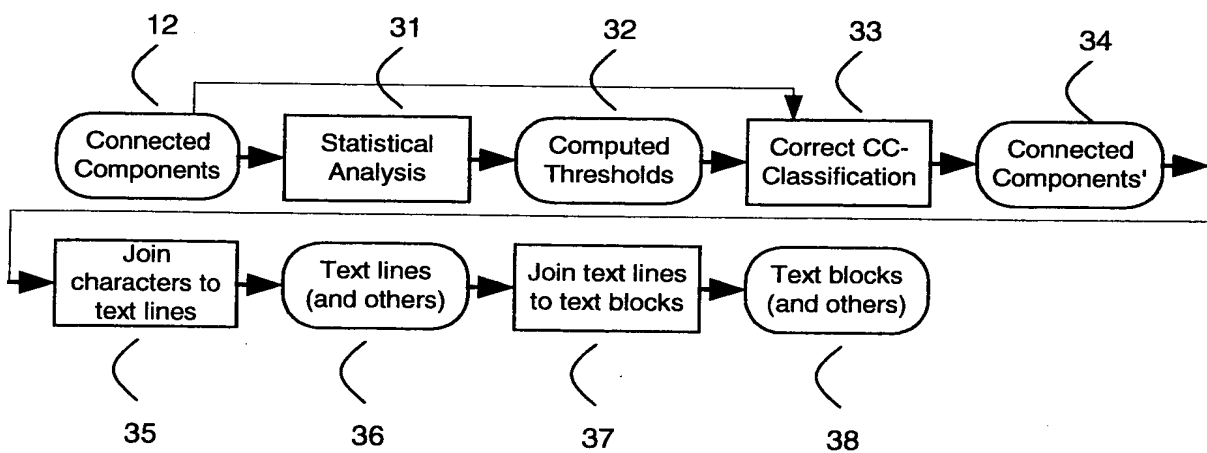 12
31
32
33
34
Connected
Components
Statistical
Analysis
Computed
Thresholds
Correct CC-
Classification
Connected
Components'
Join
characters to
text lines
Text lines
(and others)
Join text lines
to text blocks
Text blocks
(and others)
35
36
37
38